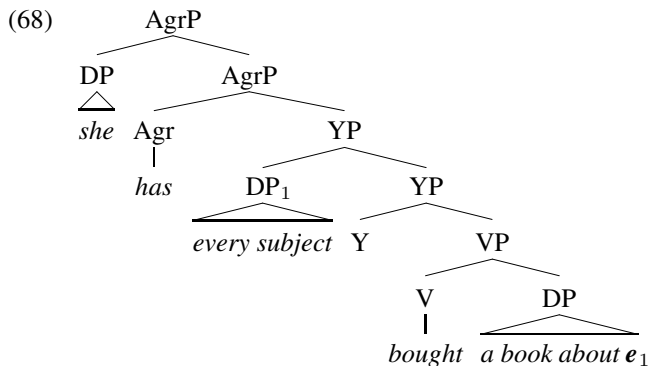 (68) AgrP
DP AgrP
she Agr YP
has DP₁ YP
every subject Y VP
V DP
bought a book about e₁